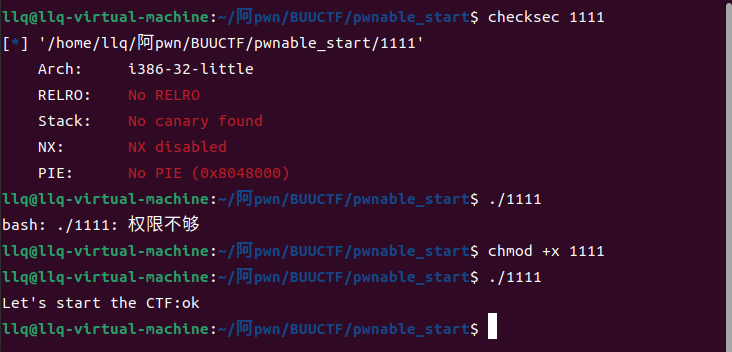 llq@llq-virtual-machine:~/阿pwn/BUUCTF/pwnable_start$ checksec 1111
[*] '/home/llq/阿pwn/BUUCTF/pwnable_start/1111'
    Arch:     i386-32-little
    RELRO:    No RELRO
    Stack:    No canary found
    NX:       NX disabled
    PIE:      No PIE (0x8048000)
llq@llq-virtual-machine:~/阿pwn/BUUCTF/pwnable_start$ ./1111
bash: ./1111: 权限不够
llq@llq-virtual-machine:~/阿pwn/BUUCTF/pwnable_start$ chmod +x 1111
llq@llq-virtual-machine:~/阿pwn/BUUCTF/pwnable_start$ ./1111
Let's start the CTF:ok
llq@llq-virtual-machine:~/阿pwn/BUUCTF/pwnable_start$